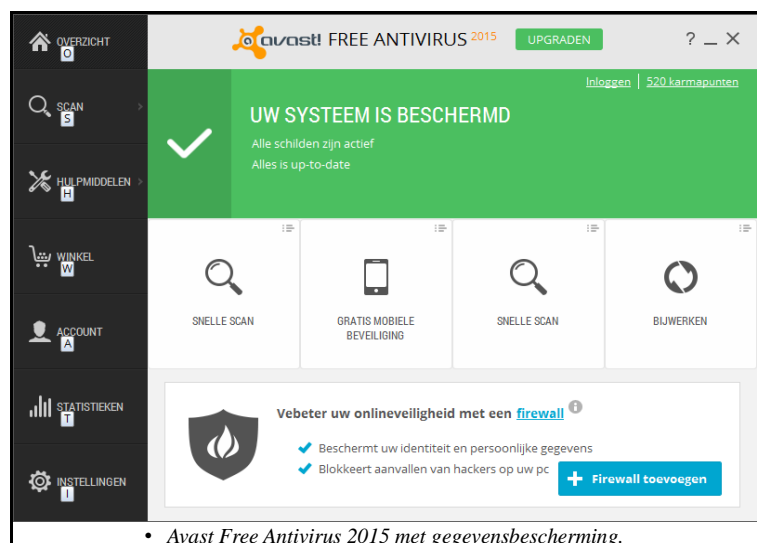 avast! FREE ANTIVIRUS 2015
UPGRADEN
?
OVERZICHT
O
SCAN
S
HULPMIDDELEN
H
WINKEL
W
ACCOUNT
A
STATISTIEKEN
T
INSTELLINGEN
I
Inloggen | 520 karmapunten
UW SYSTEEM IS BESCHERMD
Alle schilden zijn actief
Alles is up-to-date
SNELLE SCAN
GRATIS MOBIELE
BEVEILIGING
SNELLE SCAN
BIJWERKEN
Vebeter uw onlineveiligheid met een firewall
Beschermt uw identiteit en persoonlijke gegevens
Blokkeert aanvallen van hackers op uw pc
Firewall toevoegen
• Avast Free Antivirus 2015 met gegevensbescherming.